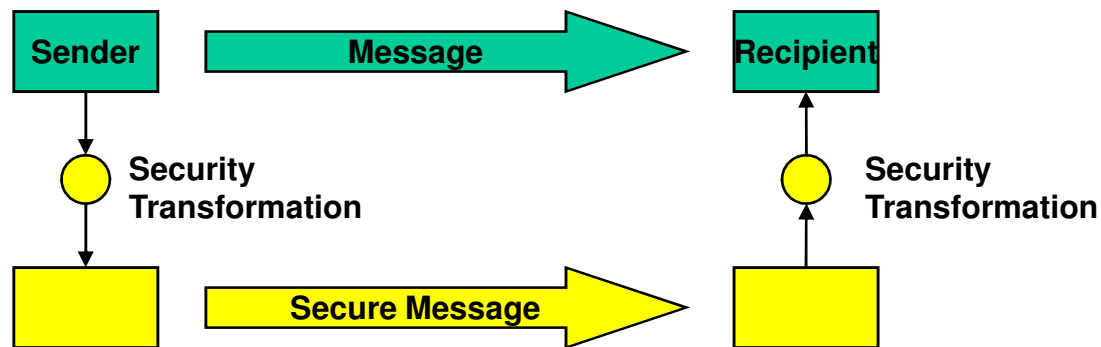 Sender
Message
Recipient
Security
Transformation
Security
Transformation
Secure Message